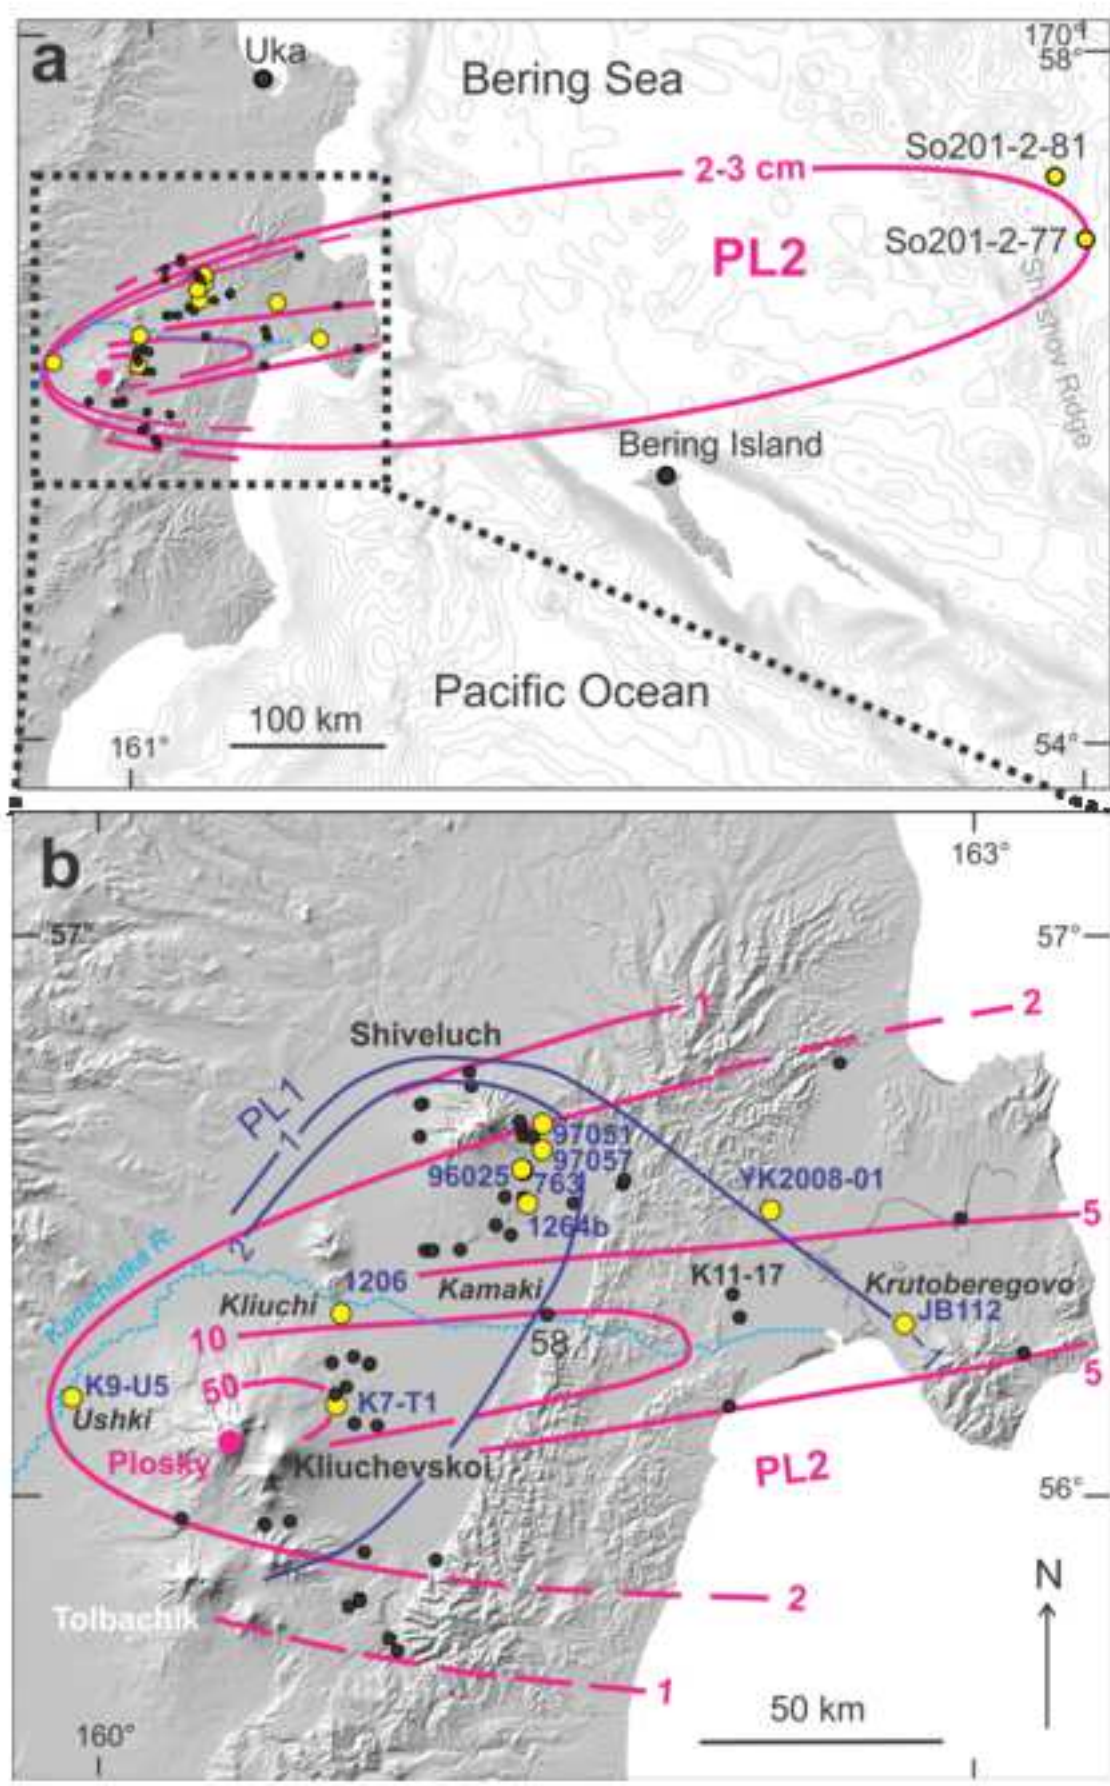 a
Uka
Bering Sea
170°
58°
So201-2-81
2-3 cm
So201-2-77
PL2
Shirshov Ridge
Bering Island
Pacific Ocean
100 km
161°
54°
b
163°
57°
57°
1
2
Shiveluch
PL1
1
97051
97057
96025
763
YK2008-01
1264b
5
2
Kamchatka R.
K11-17
1206
Kamaki
Krutoberegovo
Kliuchi
JB112
10
58
1
5
50
K9-U5
K7-T1
Ushki
Plosky
Kliuchevskoi
PL2
56°
N
2
Tolbachik
1
50 km
160°